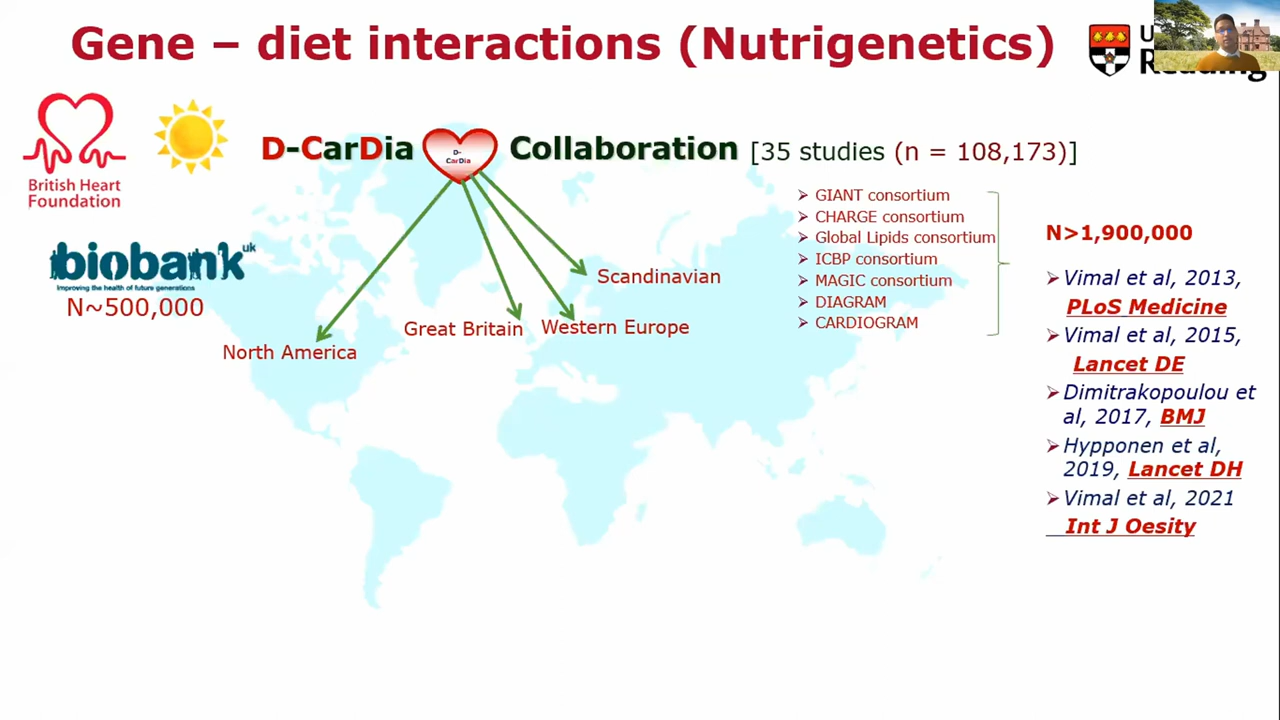 Gene – diet interactions (Nutrigenetics)
British Heart
Foundation
D-CarDia
D-
CarDia
Collaboration [35 studies (n = 108,173)]
biobank uk
Improving the health of future generations
N~500,000
North America
Great Britain
Western Europe
Scandinavian
➢ GIANT consortium
➢ CHARGE consortium
➢ Global Lipids consortium
➢ ICBP consortium
➢ MAGIC consortium
➢ DIAGRAM
➢ CARDIOGRAM
N>1,900,000
➢ Vimal et al, 2013,
PLoS Medicine
➢ Vimal et al, 2015,
Lancet DE
➢ Dimitrakopoulou et
al, 2017, BMJ
➢ Hypponen et al,
2019, Lancet DH
➢ Vimal et al, 2021
Int J Oesity